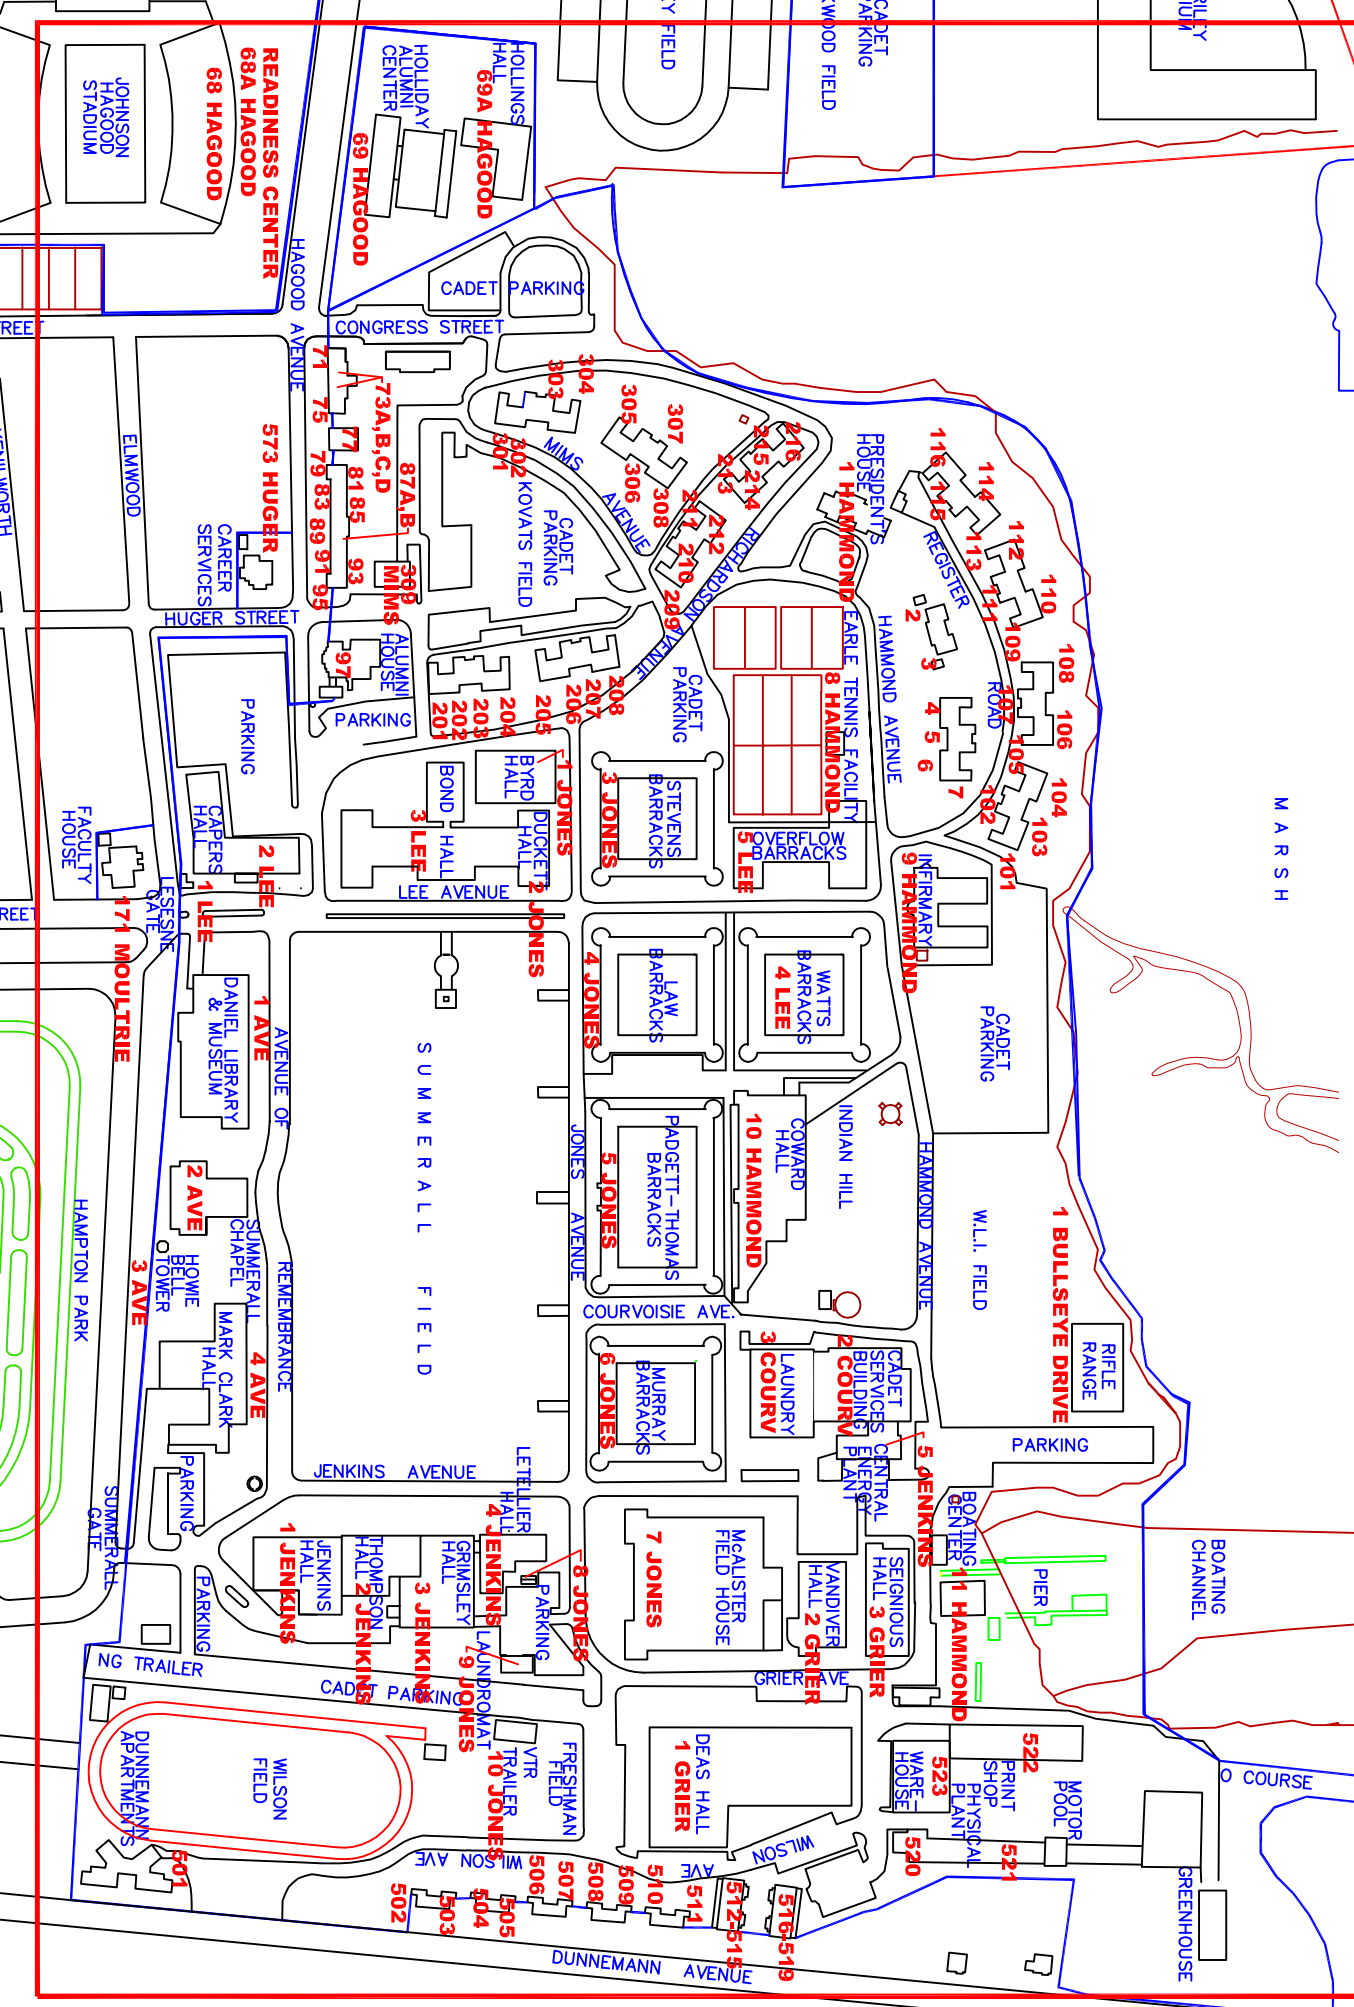 RILEY
IUM
CADET
PARKING
KWOOD FIELD
Y FIELD
JOHNSON
HAGOOD
STADIUM
68 HAGOOD
68A HAGOOD
READINESS CENTER
HOLLINGS
HALL
69A HAGOOD
HOLLIDAY
ALUMNI
CENTER
69 HAGOOD
HAGOOD AVENUE
CADET PARKING
CONGRESS STREET
REET
ELMWOOD
71
75
73A,B,C,D
77
79
81
83
85
87A,B
89
91
93
95
573 HUGER
CAREER
SERVICES
HUGER STREET
309
MIMS
97
ALUMNI
HOUSE
PARKING
PARKING
301
302
303
304
305
306
307
308
MIMS
AVENUE
KOVATS FIELD
CADET
PARKING
209
210
211
212
213
214
215
216
RICHARDSON AVENUE
201
202
203
204
205
206
207
208
CADET
PARKING
PRESIDENT'S
HOUSE
1 HAMMOND
EARLE TENNIS FACILITY
8 HAMMOND
HAMMOND AVENUE
REGISTER
ROAD
2
3
4
5
6
7
101
102
103
104
105
106
107
108
109
110
111
112
113
114
115
116
MARSH
BYRD
HALL
1 JONES
BOND
HALL
3 LEE
DUCKETT
HALL
2 JONES
STEVENS
BARRACKS
3 JONES
OVERFLOW
BARRACKS
5 LEE
LEE AVENUE
CAPERS
HALL
2 LEE
1 LEE
FACULTY
HOUSE
LESESNE
GATE
171 MOULTRIE
REET
INFIRMARY
9 HAMMOND
CADET
PARKING
LAW
BARRACKS
4 JONES
WATTS
BARRACKS
4 LEE
DANIEL LIBRARY
& MUSEUM
1 AVE
AVENUE OF
REMEMBRANCE
SUMMERALL FIELD
JONES AVENUE
PADGETT-THOMAS
BARRACKS
5 JONES
COWARD
HALL
10 HAMMOND
INDIAN HILL
HAMMOND AVENUE
W.L.I. FIELD
1 BULLSEYE DRIVE
RIFLE
RANGE
2 AVE
SUMMERALL
CHAPEL
HOWIE
BELL
TOWER
3 AVE
HAMPTON PARK
MARK CLARK
HALL
4 AVE
COURVOISIE AVE.
MURRAY
BARRACKS
6 JONES
LAUNDRY
3 COURV
CADET
SERVICES
BUILDING
2 COURV
CENTRAL
ENERGY
PLANT
5 JENKINS
PARKING
JENKINS AVENUE
PARKING
SUMMERALL
GATE
PARKING
JENKINS
HALL
1 JENKINS
THOMPSON
HALL
2 JENKINS
GRIMSLEY
HALL
3 JENKINS
LETELLIER
HALL
4 JENKINS
PARKING
8 JONES
LAUNDROMAT
9 JONES
McALISTER
FIELD HOUSE
7 JONES
VANDIVER
HALL
2 GRIER
SEIGNIOUS
HALL
3 GRIER
BOATING
CENTER
11 HAMMOND
PIER
BOATING
CHANNEL
GRIER AVE
NG TRAILER
CADET PARKING
WILSON
FIELD
DUNNEMANN
APARTMENTS
501
VTR
TRAILER
10 JONES
FRESHMAN
FIELD
DEAS HALL
1 GRIER
WARE-
HOUSE
523
522
PRINT
SHOP
PHYSICAL
PLANT
MOTOR
POOL
520
521
GREENHOUSE
O COURSE
WILSON AVE
WILSON
AVE
502
503
504
505
506
507
508
509
510
511
512-515
516-519
DUNNEMANN AVENUE